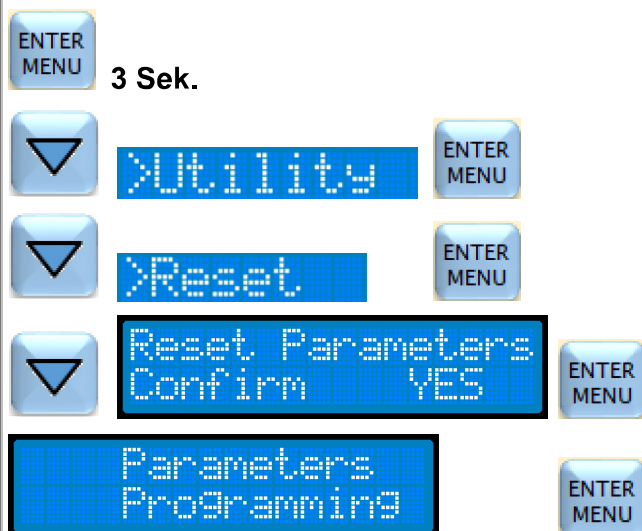 ENTER
MENU
3 Sek.
>Utility
ENTER
MENU
>Reset
ENTER
MENU
Reset Parameters
Confirm YES
ENTER
MENU
Parameters
Programming
ENTER
MENU